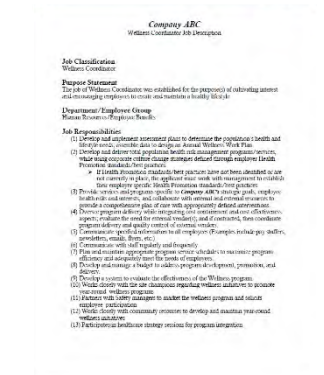 Company ABC
Wellness Coordinator Job Description
Job Classification
Wellness Coordinator
Purpose Statement
The job of Wellness Coordinator was established for the purpose(s) of cultivating interest
and encouraging employees to create and maintain a healthy lifestyle
Department/Employee Group
Human Resources/Employee Benefits
Job Responsibilities
(1) Develop and implement assessment plans to determine the population's health and
lifestyle needs, assemble data to design an Annual Wellness Work Plan
(2) Develop and deliver total population health risk management programs/services,
while using corporate culture change strategies defined through employee Health
Promotion standards/best practices
➢ If Health Promotion standards/best practices have not been identified or are
not currently in place, the applicant must work with management to establish
their employee specific Health Promotion standards/best practices
(3) Provide services and programs specific to Company ABC's strategic goals, employee
health risks and interests, and collaborate with internal and external resources to
provide a comprehensive plan of care with appropriately defined interventions.
(4) Oversee program delivery while integrating cost containment and cost effectiveness
aspects; evaluate the need for external vendor(s), and if contracted, then coordinate
program delivery and quality control of external vendors.
(5) Communicate specified information to all employees (Examples include pay stuffers,
newsletters, emails, flyers, etc.)
(6) Communicate with staff regularly and frequently
(7) Plan and maintain appropriate program service schedules to maximize program
efficiency and adequately meet the needs of employees.
(8) Develop and manage a budget to address program development, promotion, and
delivery.
(9) Develop a system to evaluate the effectiveness of the Wellness program.
(10) Works closely with the site champions regarding wellness initiatives to promote
year-round wellness programs
(11) Partners with Safety managers to market the wellness program and solicits
employee participation
(12) Works closely with community resources to develop and maintain year-round
wellness initiatives
(13) Participates in healthcare strategy sessions for program integration